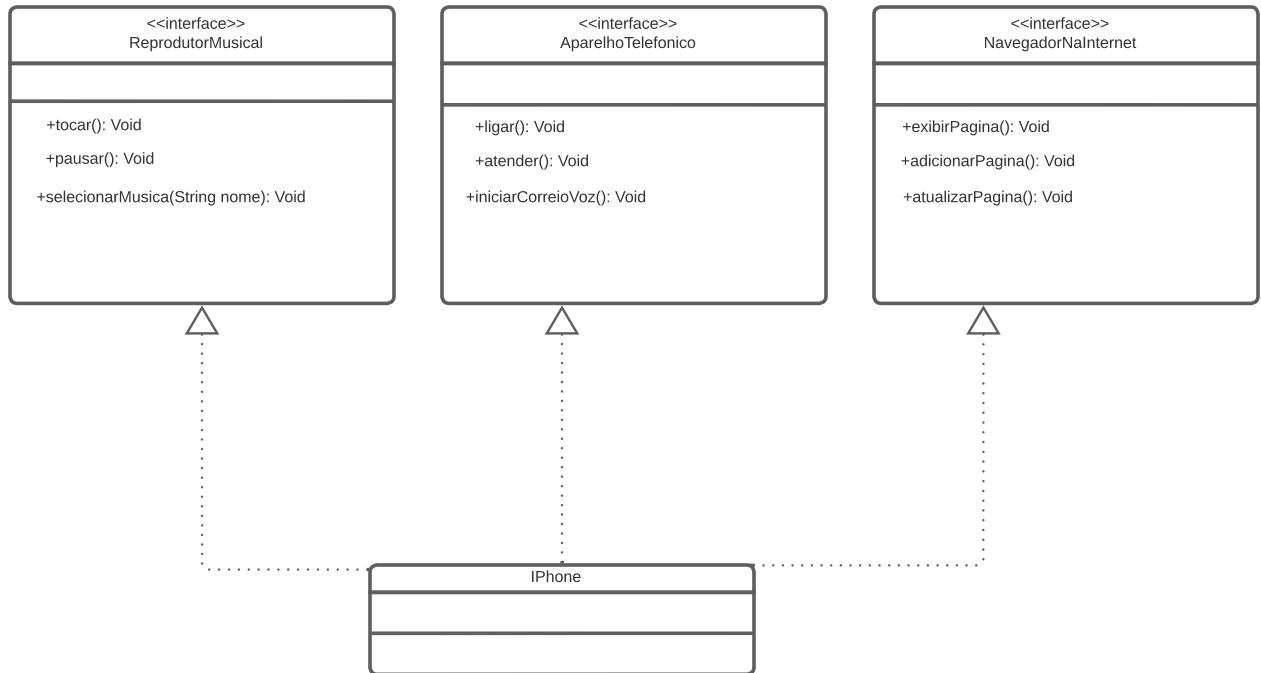 <<interface>>
ReprodutorMusical
+tocar(): Void
+pausar(): Void
+selecionarMusica(String nome): Void
<<interface>>
AparelhoTelefonico
+ligar(): Void
+atender(): Void
+iniciarCorreioVoz(): Void
<<interface>>
NavegadorNaInternet
+exibirPagina(): Void
+adicionarPagina(): Void
+atualizarPagina(): Void
IPhone